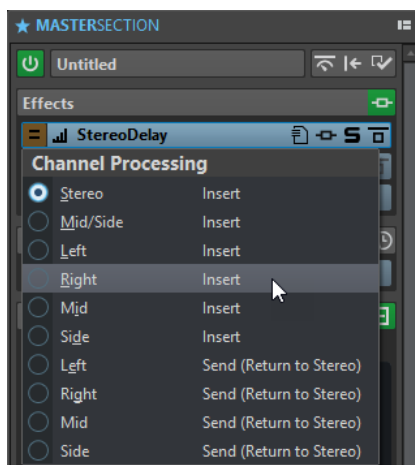 MASTERSECTION
Untitled
Effects
StereoDelay S
Channel Processing
Stereo Insert
Mid/Side Insert
Left Insert
Right Insert
Mid Insert
Side Insert
Left Send (Return to Stereo)
Right Send (Return to Stereo)
Mid Send (Return to Stereo)
Side Send (Return to Stereo)